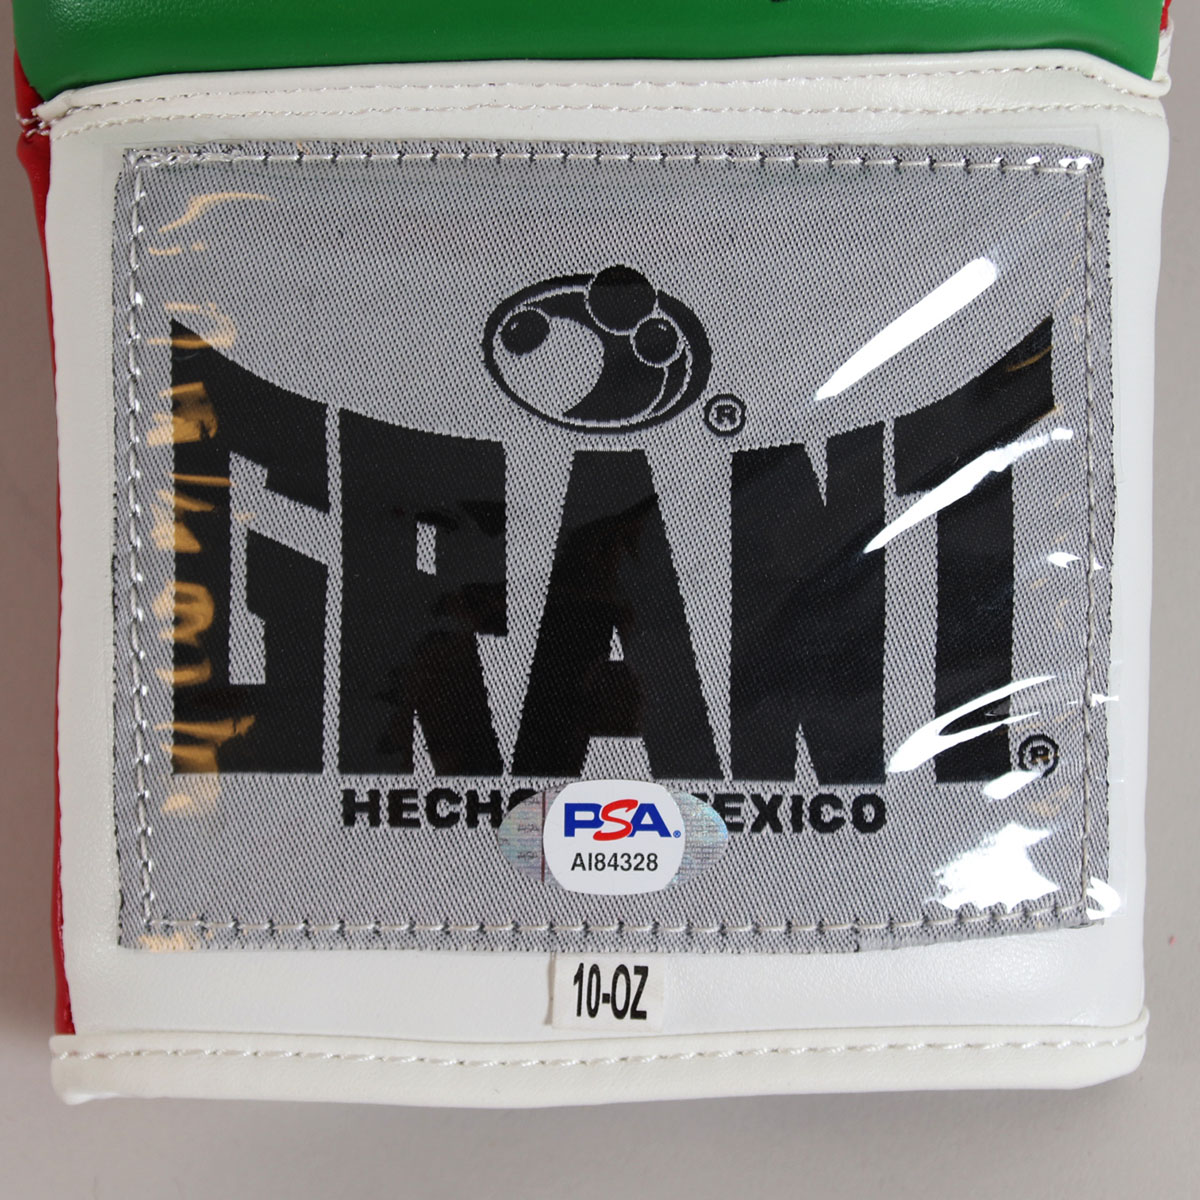 ®
GRANT®
HECHO EXICO
PSA®
AI84328
10-OZ